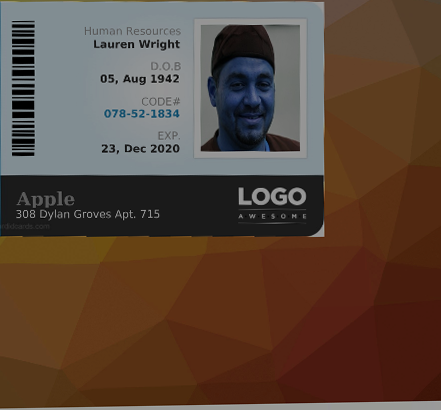 Human Resources
Lauren Wright
D.O.B
05, Aug 1942
CODE#
078-52-1834
EXP.
23, Dec 2020
Apple
308 Dylan Groves Apt. 715
LOGO
AWESOME